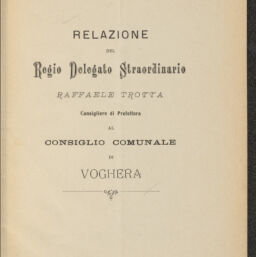 RELAZIONE
DEL
Regio Delegato Straordinario
RAFFAELE TROTTA
Consigliere di Prefettura
AL
CONSIGLIO COMUNALE
DI
VOGHERA